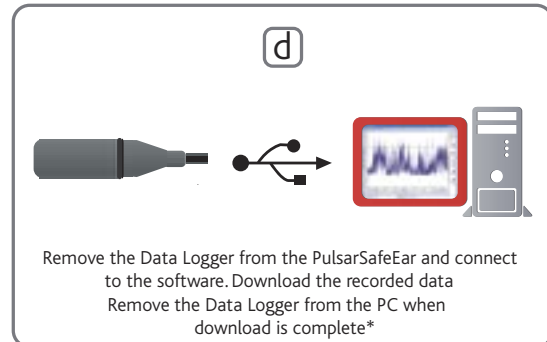 d
Remove the Data Logger from the PulsarSafeEar and connect
to the software. Download the recorded data
Remove the Data Logger from the PC when
download is complete*